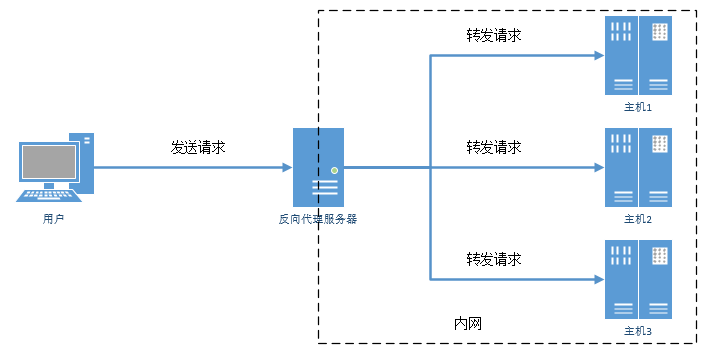 转发请求
主机1
发送请求
转发请求
用户
反向代理服务器
主机2
转发请求
内网
主机3